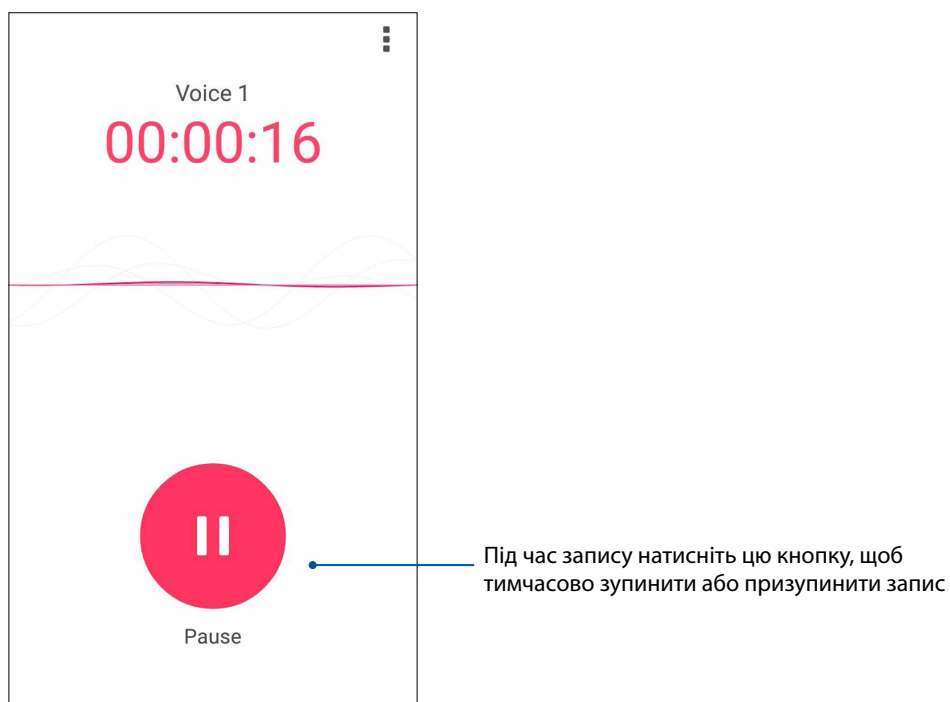 Voice 1
00:00:16
Під час запису натисніть цю кнопку, щоб
тимчасово зупинити або призупинити запис
Pause